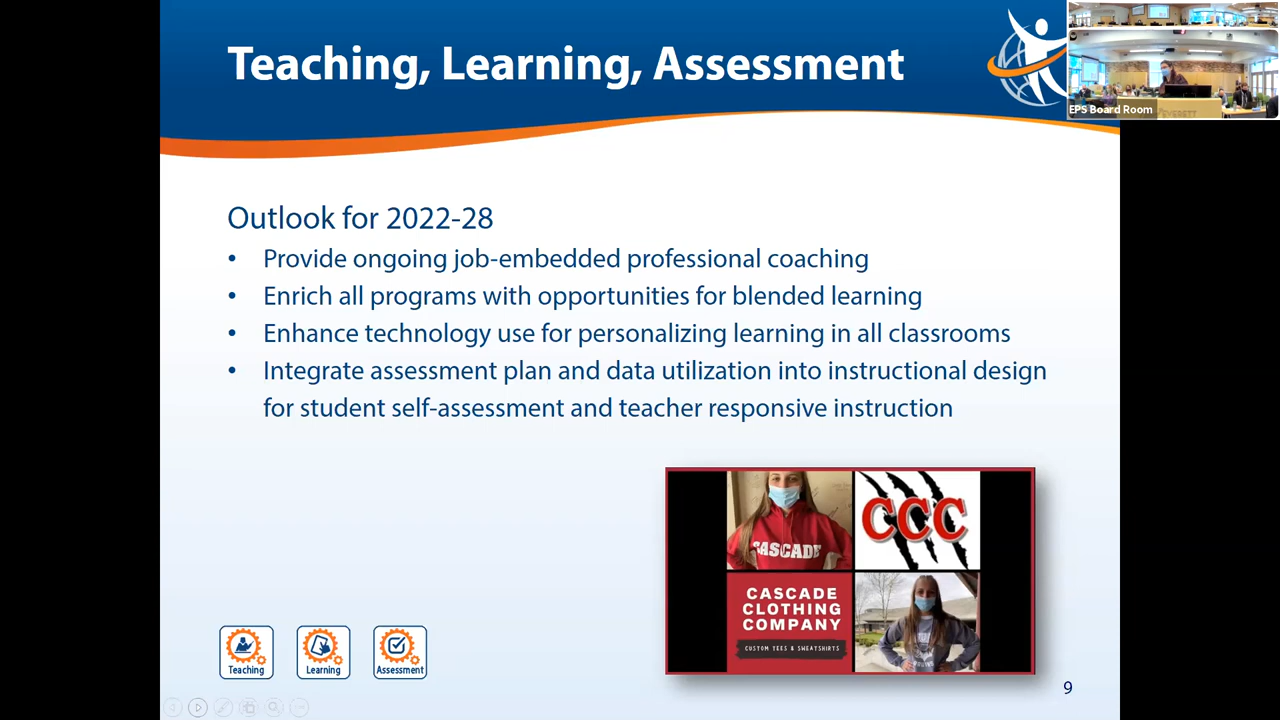 Teaching, Learning, Assessment
EPS Board Room
EVERETT
Outlook for 2022-28
• Provide ongoing job-embedded professional coaching
• Enrich all programs with opportunities for blended learning
• Enhance technology use for personalizing learning in all classrooms
• Integrate assessment plan and data utilization into instructional design
for student self-assessment and teacher responsive instruction
CASCADE
CCC
CASCADE
CLOTHING
COMPANY
CUSTOM TEES & SWEATSHIRTS
Teaching
Learning
Assessment
9